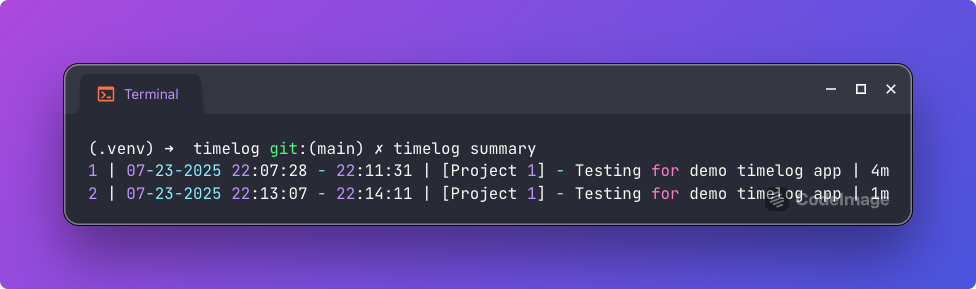 Terminal
(.venv) ➜  timelog git:(main) ✗ timelog summary
1 | 07-23-2025 22:07:28 - 22:11:31 | [Project 1] - Testing for demo timelog app | 4m
2 | 07-23-2025 22:13:07 - 22:14:11 | [Project 1] - Testing for demo timelog app | 1m
CodeImage